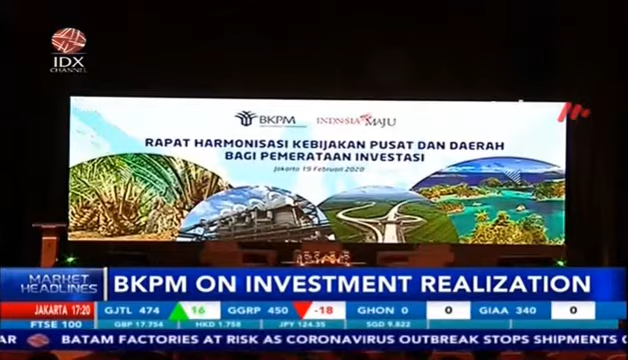 IDX
CHANNEL
BKPM INDONESIA MAJU
RAPAT HARMONISASI KEBIJAKAN PUSAT DAN DAERAH
BAGI PEMERATAAN INVESTASI
Jakarta 19 Februari 2020
MARKET
HEADLINES
BKPM ON INVESTMENT REALIZATION
JAKARTA 17:20 GJTL 474 16 GGRP 450 -18 GHON 0 0 GIAA 340 0
FTSE 100 GBP 17.754 HKD 1.758 JPY 124.35 SGD 9.822
AR BATAM FACTORIES AT RISK AS CORONAVIRUS OUTBREAK STOPS SHIPMENTS